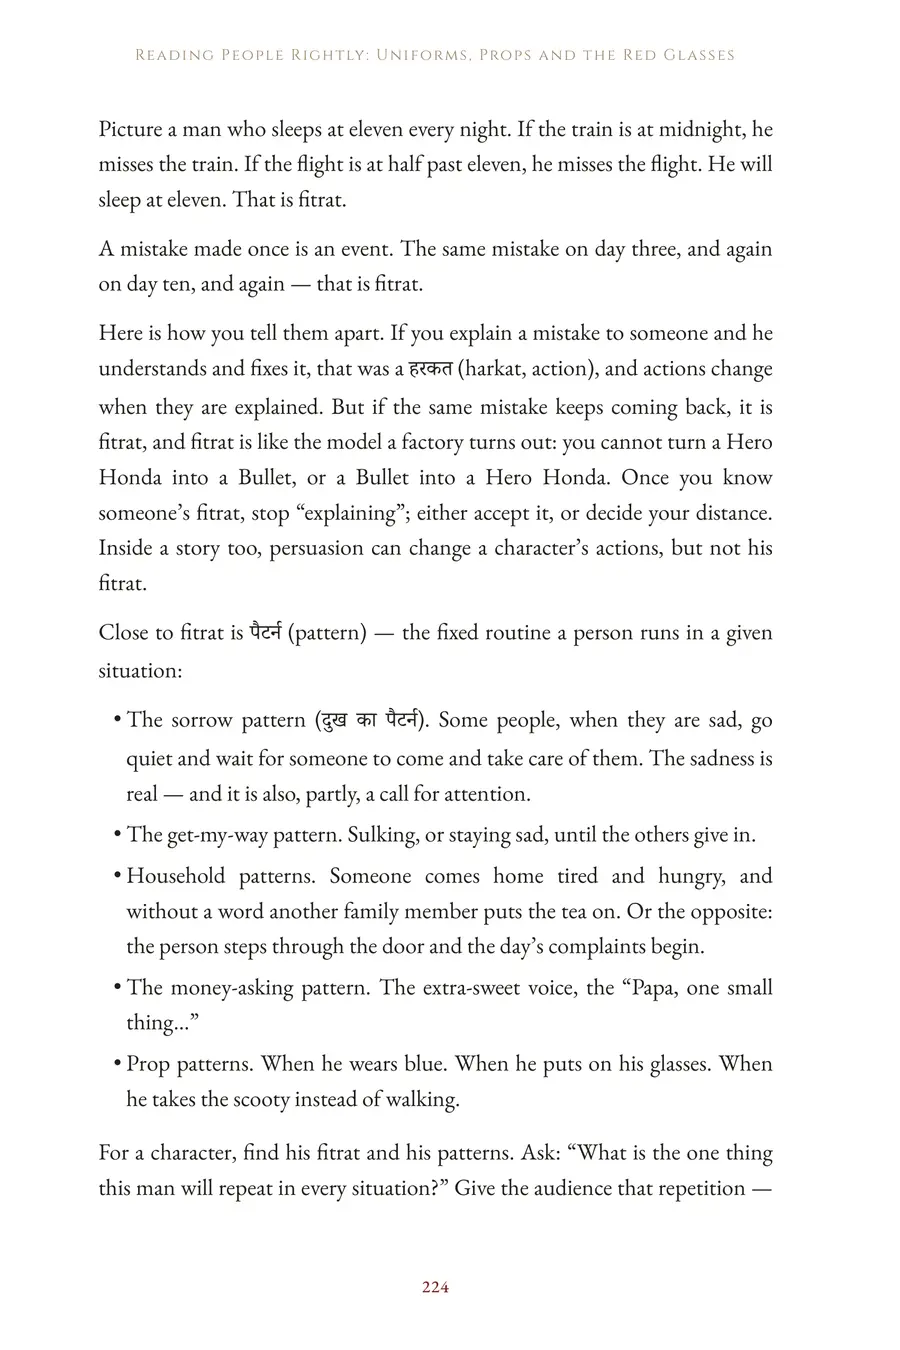 Reading People Rightly: Uniforms, Props and the Red Glasses
Picture a man who sleeps at eleven every night. If the train is at midnight, he
misses the train. If the flight is at half past eleven, he misses the flight. He will
sleep at eleven. That is fitrat.
A mistake made once is an event. The same mistake on day three, and again
on day ten, and again — that is fitrat.
Here is how you tell them apart. If you explain a mistake to someone and he
understands and fixes it, that was a हरकत (harkat, action), and actions change
when they are explained. But if the same mistake keeps coming back, it is
fitrat, and fitrat is like the model a factory turns out: you cannot turn a Hero
Honda into a Bullet, or a Bullet into a Hero Honda. Once you know
someone’s fitrat, stop “explaining”; either accept it, or decide your distance.
Inside a story too, persuasion can change a character’s actions, but not his
fitrat.
Close to fitrat is पैटर्न (pattern) — the fixed routine a person runs in a given
situation:
• The sorrow pattern (दुख का पैटर्न). Some people, when they are sad, go
quiet and wait for someone to come and take care of them. The sadness is
real — and it is also, partly, a call for attention.
• The get-my-way pattern. Sulking, or staying sad, until the others give in.
• Household patterns. Someone comes home tired and hungry, and
without a word another family member puts the tea on. Or the opposite:
the person steps through the door and the day’s complaints begin.
• The money-asking pattern. The extra-sweet voice, the “Papa, one small
thing…”
• Prop patterns. When he wears blue. When he puts on his glasses. When
he takes the scooty instead of walking.
For a character, find his fitrat and his patterns. Ask: “What is the one thing
this man will repeat in every situation?” Give the audience that repetition —
224